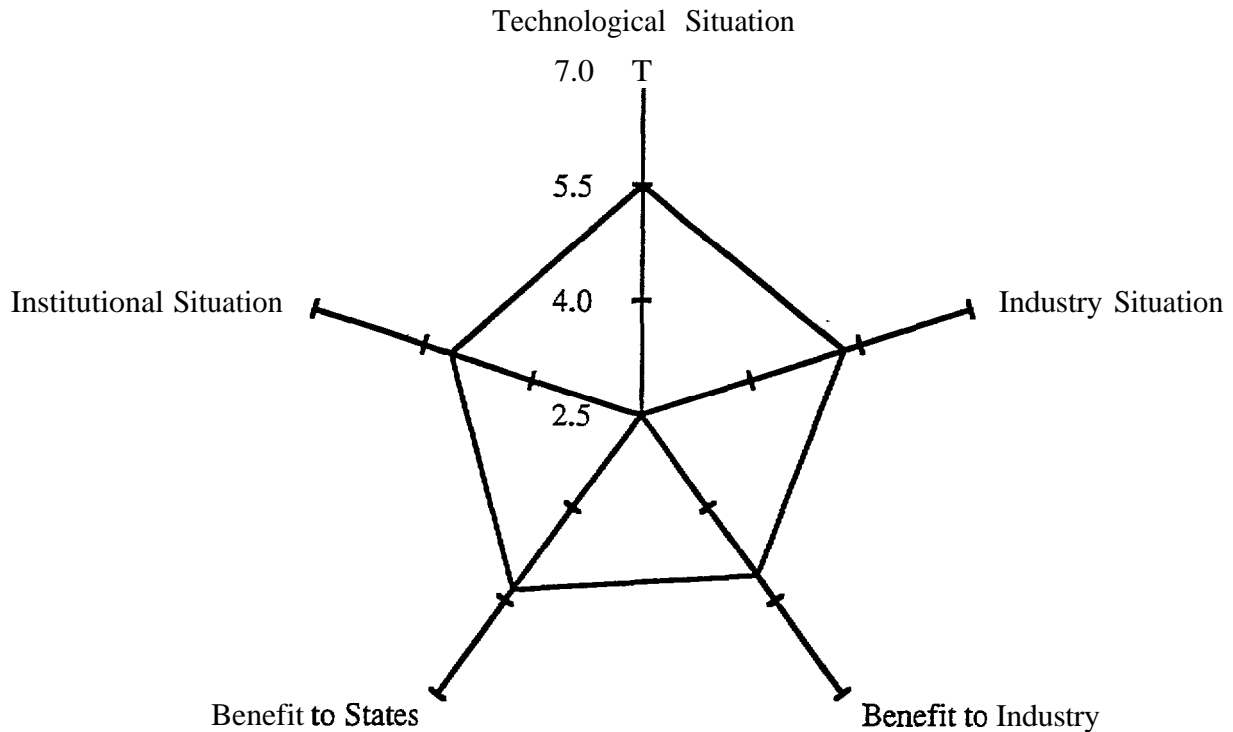 Technological Situation
7.0 T
5.5
Institutional Situation
4.0
Industry Situation
2.5
Benefit to States
Benefit to Industry